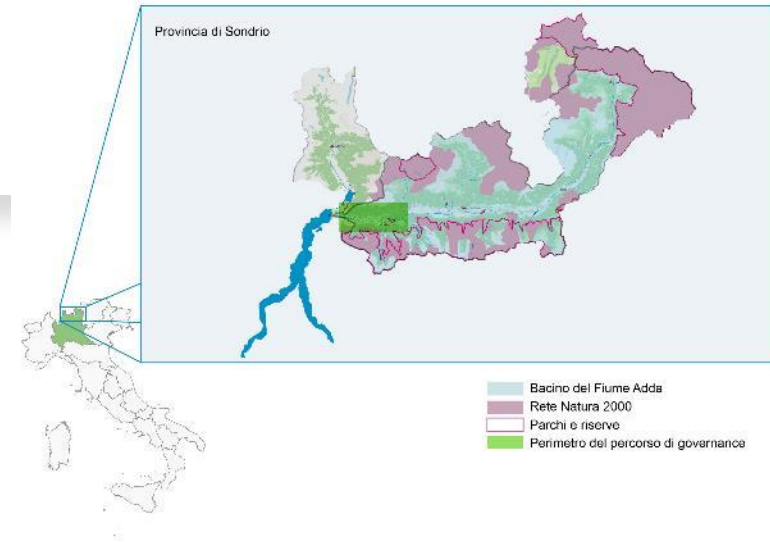 Provincia di Sondrio
Bacino del Fiume Adda
Rete Natura 2000
Parchi e riserve
Perimetro del percorso di governance